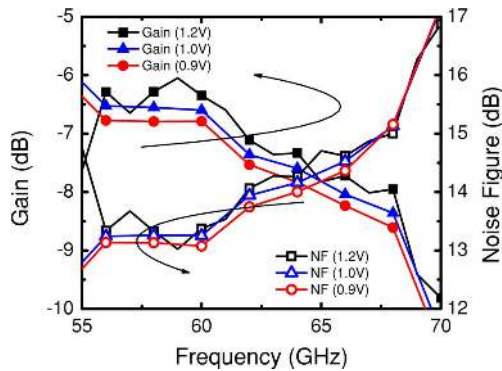 Gain (1.2V)
Gain (1.0V)
Gain (0.9V)
NF (1.2V)
NF (1.0V)
NF (0.9V)
-5
-6
-7
-8
-9
-10
Gain (dB)
17
16
15
14
13
12
Noise Figure (dB)
55 60 65 70
Frequency (GHz)